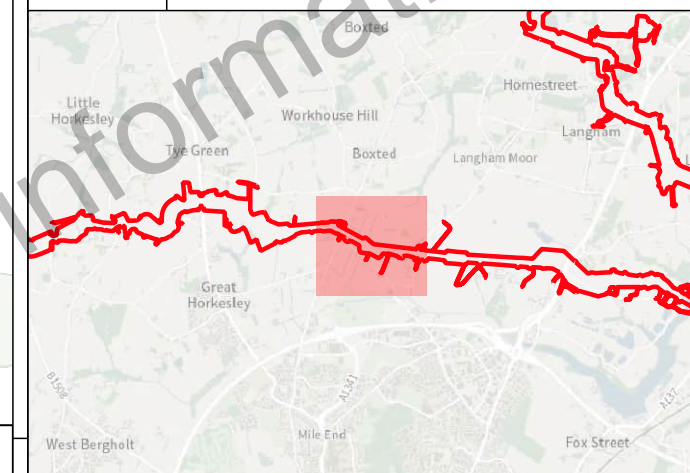 Boxted
Homestreet
Little
Horkesley
Workhouse Hill
Langham
Tye Green
Boxted
Langham Moor
Informati
Great
Horkesley
B1508
A1341
A137
Mile End
West Bergholt
Fox Street